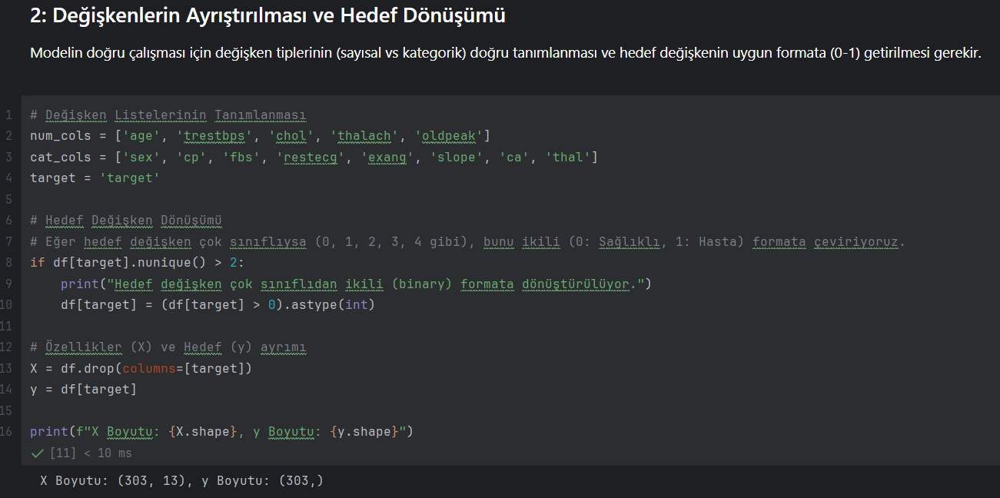 2: Değişkenlerin Ayrıştırılması ve Hedef Dönüşümü
Modelin doğru çalışması için değişken tiplerinin (sayısal vs kategorik) doğru tanımlanması ve hedef değişkenin uygun formata (0-1) getirilmesi gerekir.
1 # Değişken Listelerinin Tanımlanması
2 num_cols = ['age', 'trestbps', 'chol', 'thalach', 'oldpeak']
3 cat_cols = ['sex', 'cp', 'fbs', 'restecg', 'exang', 'slope', 'ca', 'thal']
4 target = 'target'
5
6 # Hedef Değişken Dönüşümü
7 # Eğer hedef değişken çok sınıflıysa (0, 1, 2, 3, 4 gibi), bunu ikili (0: Sağlıklı, 1: Hasta) formata çeviriyoruz.
8 if df[target].nunique() > 2:
9     print("Hedef değişken çok sınıflıdan ikili (binary) formata dönüştürülüyor.")
10     df[target] = (df[target] > 0).astype(int)
11
12 # Özellikler (X) ve Hedef (y) ayrımı
13 X = df.drop(columns=[target])
14 y = df[target]
15
16 print(f"X Boyutu: {X.shape}, y Boyutu: {y.shape}")
✓ [11] < 10 ms
X Boyutu: (303, 13), y Boyutu: (303,)